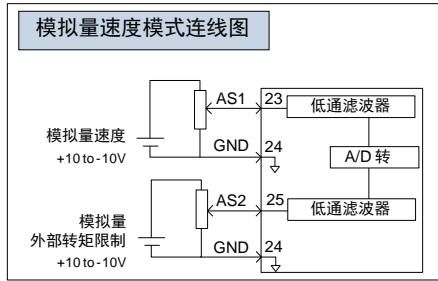 模拟量速度模式连线图
AS1
23
低通滤波器
模拟量速度
+10 to -10V
GND
24
A/D 转
AS2
25
低通滤波器
模拟量
外部转矩限制
+10 to -10V
GND
24